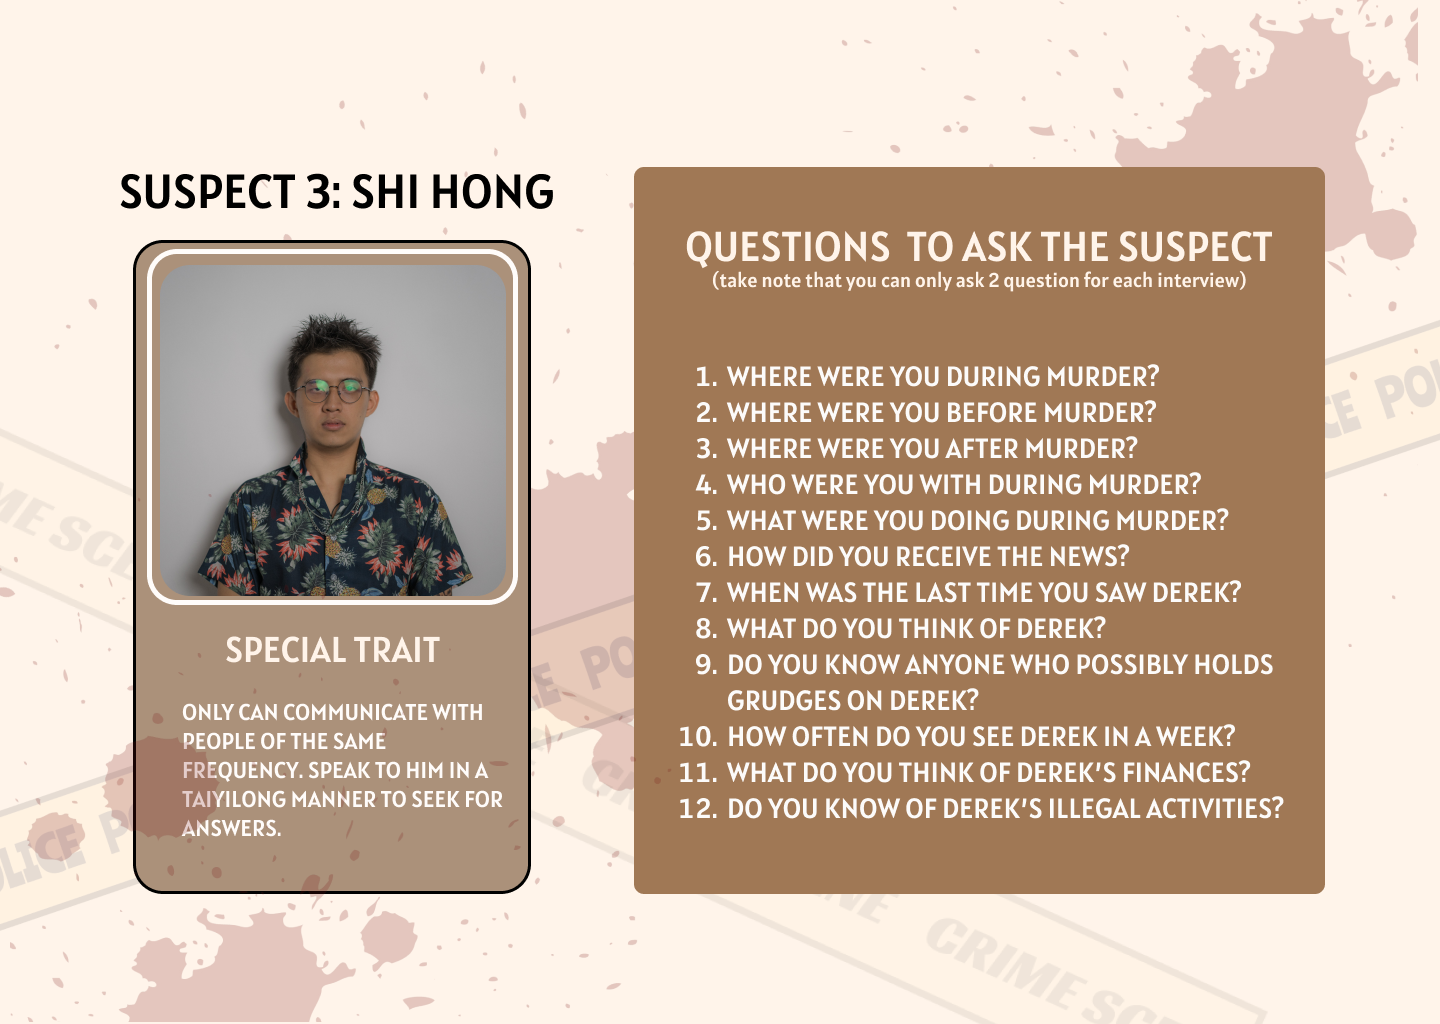 SUSPECT 3: SHI HONG
SPECIAL TRAIT
ONLY CAN COMMUNICATE WITH
PEOPLE OF THE SAME
FREQUENCY. SPEAK TO HIM IN A
TAIYILONG MANNER TO SEEK FOR
ANSWERS.
QUESTIONS TO ASK THE SUSPECT
(take note that you can only ask 2 question for each interview)
1. WHERE WERE YOU DURING MURDER?
2. WHERE WERE YOU BEFORE MURDER?
3. WHERE WERE YOU AFTER MURDER?
4. WHO WERE YOU WITH DURING MURDER?
5. WHAT WERE YOU DOING DURING MURDER?
6. HOW DID YOU RECEIVE THE NEWS?
7. WHEN WAS THE LAST TIME YOU SAW DEREK?
8. WHAT DO YOU THINK OF DEREK?
9. DO YOU KNOW ANYONE WHO POSSIBLY HOLDS
GRUDGES ON DEREK?
10. HOW OFTEN DO YOU SEE DEREK IN A WEEK?
11. WHAT DO YOU THINK OF DEREK'S FINANCES?
12. DO YOU KNOW OF DEREK'S ILLEGAL ACTIVITIES?
CRIME